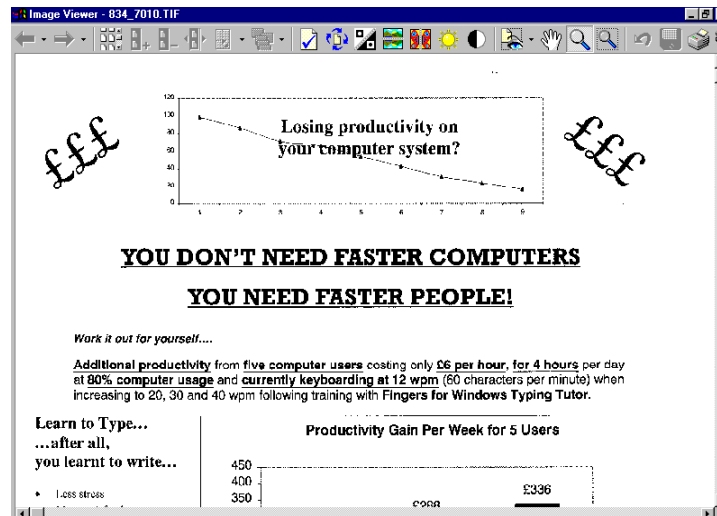 Image Viewer - 834_7010.TIF
£££
120
100
80
60
40
20
0
1 2 3 4 5 6 7 8 9
Losing productivity on
your computer system?
£££
YOU DON'T NEED FASTER COMPUTERS
YOU NEED FASTER PEOPLE!
Work it out for yourself....
Additional productivity from five computer users costing only £6 per hour, for 4 hours per day
at 80% computer usage and currently keyboarding at 12 wpm (60 characters per minute) when
increasing to 20, 30 and 40 wpm following training with Fingers for Windows Typing Tutor.
Learn to Type...
...after all,
you learnt to write...
• Less stress
Productivity Gain Per Week for 5 Users
450
400
350
£336